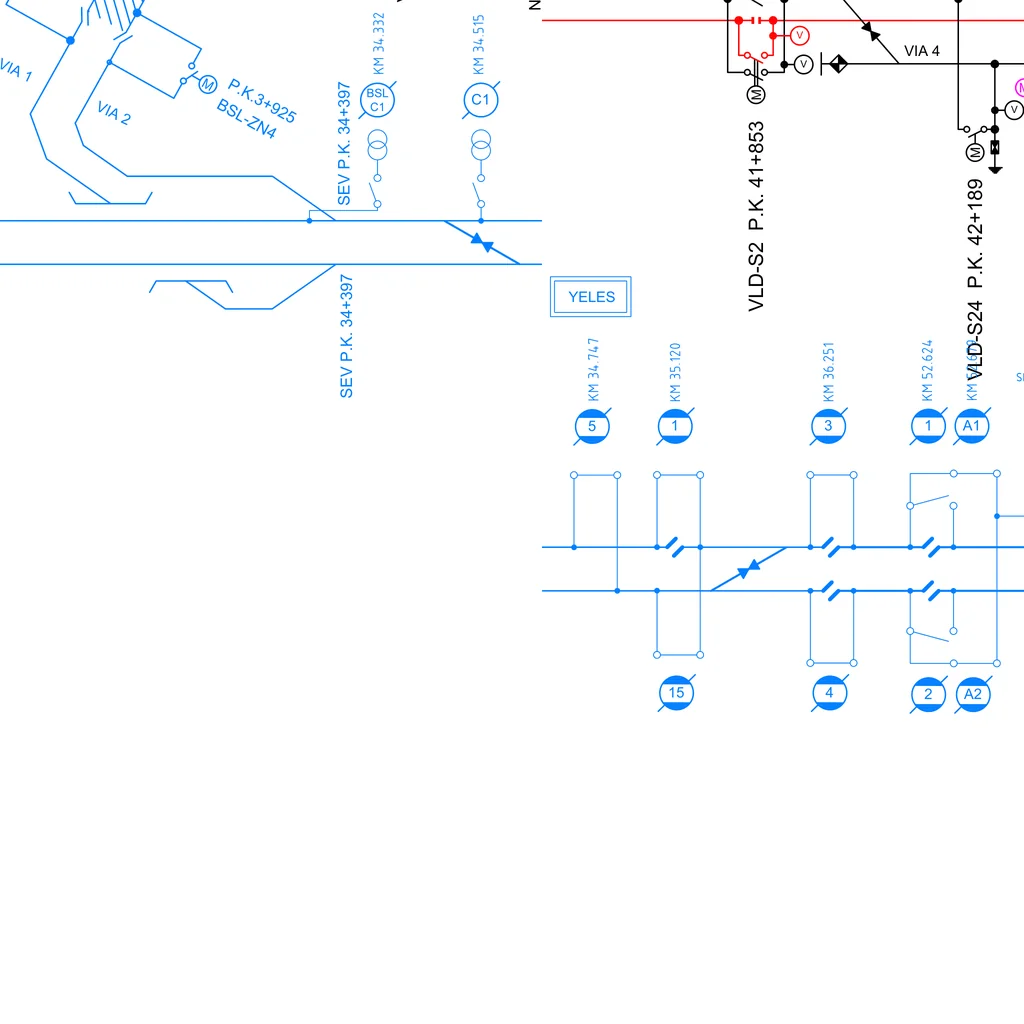 VIA 1
VIA 2
M
P.K.3+925
BSL-ZN4
SEV P.K. 34+397
KM 34.332
BSL
C1
KM 34.515
C1
SEV P.K. 34+397
V
M
V
VIA 4
VLD-S2 P.K. 41+853
V
M
VLD-S24 P.K. 42+189
YELES
KM 34.747
KM 35.120
KM 36.251
KM 52.624
KM
5
1
3
1
A1
15
4
2
A2